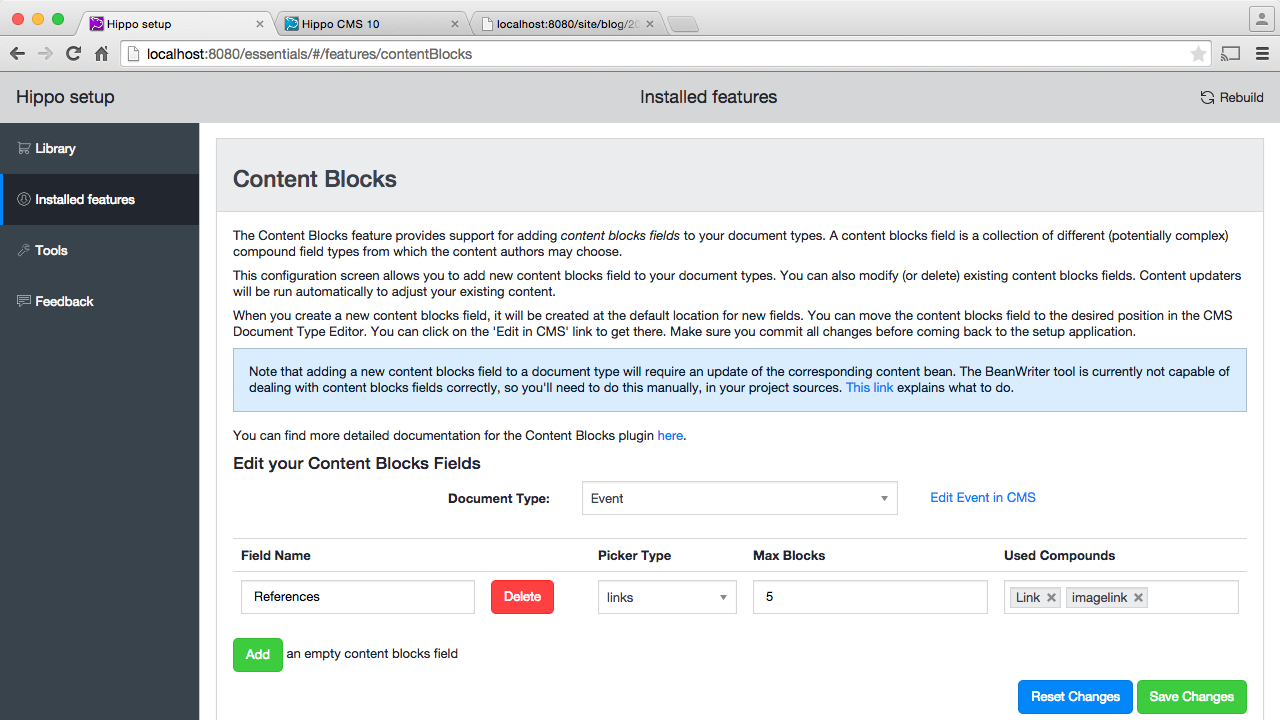 Hippo setup
Hippo CMS 10
localhost:8080/site/blog/20
localhost:8080/essentials/#/features/contentBlocks
Hippo setup
Installed features
Rebuild
Library
Installed features
Tools
Feedback
Content Blocks
The Content Blocks feature provides support for adding content blocks fields to your document types. A content blocks field is a collection of different (potentially complex)
compound field types from which the content authors may choose.
This configuration screen allows you to add new content blocks field to your document types. You can also modify (or delete) existing content blocks fields. Content updaters
will be run automatically to adjust your existing content.
When you create a new content blocks field, it will be created at the default location for new fields. You can move the content blocks field to the desired position in the CMS
Document Type Editor. You can click on the 'Edit in CMS' link to get there. Make sure you commit all changes before coming back to the setup application.
Note that adding a new content blocks field to a document type will require an update of the corresponding content bean. The BeanWriter tool is currently not capable of
dealing with content blocks fields correctly, so you'll need to do this manually, in your project sources. This link explains what to do.
You can find more detailed documentation for the Content Blocks plugin here.
Edit your Content Blocks Fields
Document Type: Event Edit Event in CMS
Field Name Picker Type Max Blocks Used Compounds
References Delete links 5 Link imagelink
Add an empty content blocks field
Reset Changes Save Changes